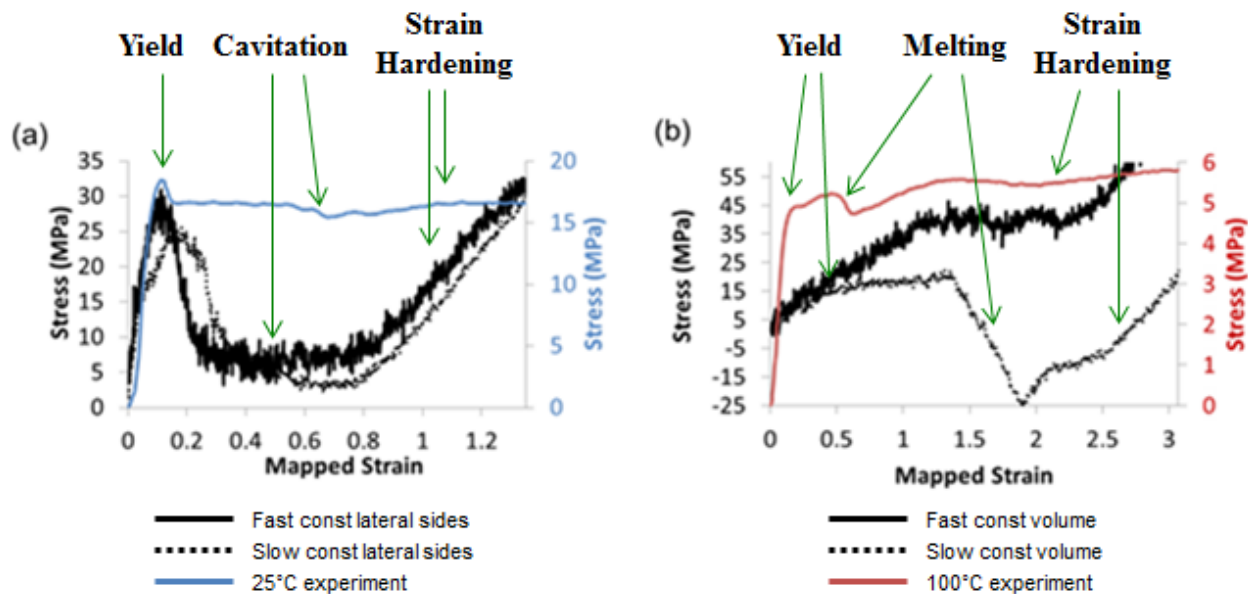 Yield Cavitation Strain
Hardening
(a)
35
30
25
20
15
10
5
0
Stress (MPa)
0 0.2 0.4 0.6 0.8 1 1.2
Mapped Strain
20
15
10
5
0
Stress (MPa)
Fast const lateral sides
Slow const lateral sides
25°C experiment
Yield Melting Strain
Hardening
(b)
55
45
35
25
15
5
-5
-15
-25
Stress (MPa)
0 0.5 1 1.5 2 2.5 3
Mapped Strain
6
5
4
3
2
1
0
Stress (MPa)
Fast const volume
Slow const volume
100°C experiment